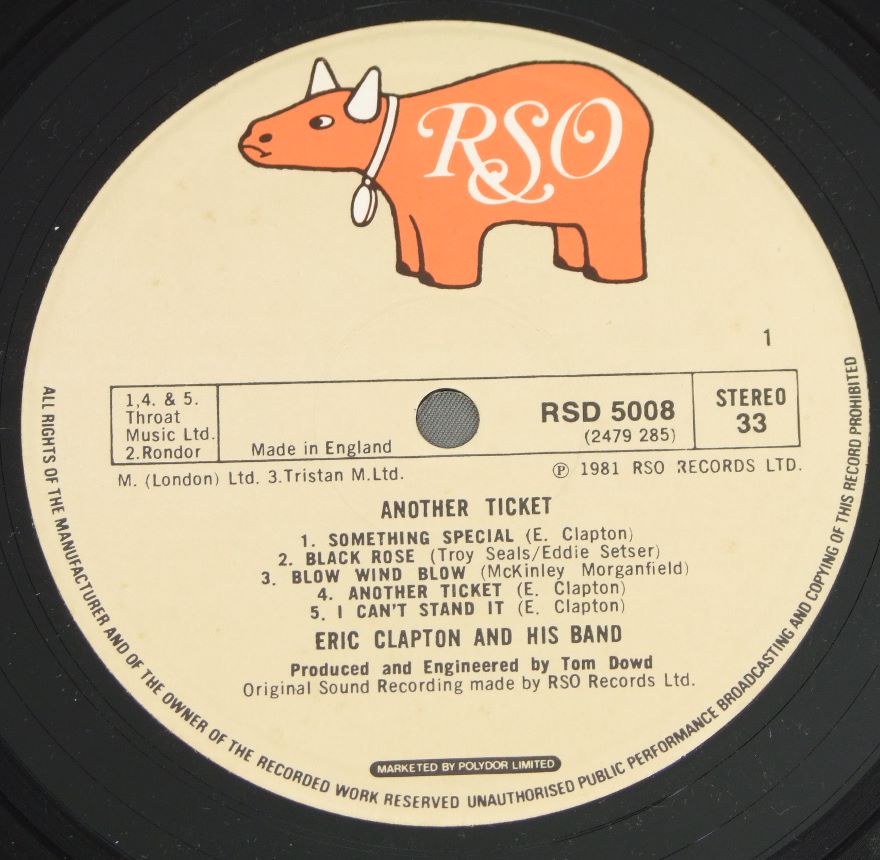 RSO
1
1,4. & 5.
Throat
Music Ltd.
2.Rondor
Made in England
RSD 5008
(2479 285)
STEREO
33
M. (London) Ltd. 3.Tristan M.Ltd.
℗ 1981 RSO RECORDS LTD.
ANOTHER TICKET
1. SOMETHING SPECIAL (E. Clapton)
2. BLACK ROSE (Troy Seals/Eddie Setser)
3. BLOW WIND BLOW (McKinley Morganfield)
4. ANOTHER TICKET (E. Clapton)
5. I CAN'T STAND IT (E. Clapton)
ERIC CLAPTON AND HIS BAND
Produced and Engineered by Tom Dowd
Original Sound Recording made by RSO Records Ltd.
MARKETED BY POLYDOR LIMITED
ALL RIGHTS OF THE MANUFACTURER AND OF THE OWNER OF THE RECORDED WORK RESERVED UNAUTHORISED PUBLIC PERFORMANCE BROADCASTING AND COPYING OF THIS RECORD PROHIBITED